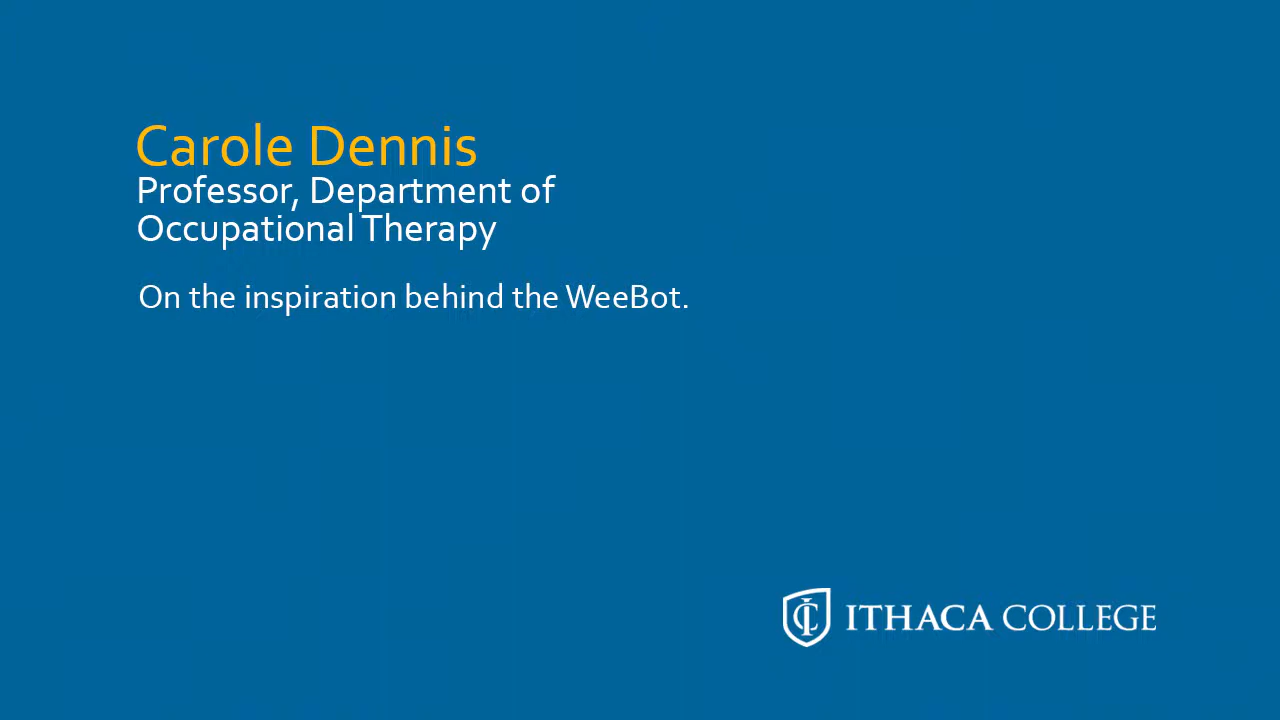 Carole Dennis
Professor, Department of
Occupational Therapy
On the inspiration behind the WeeBot.
ITHACA COLLEGE